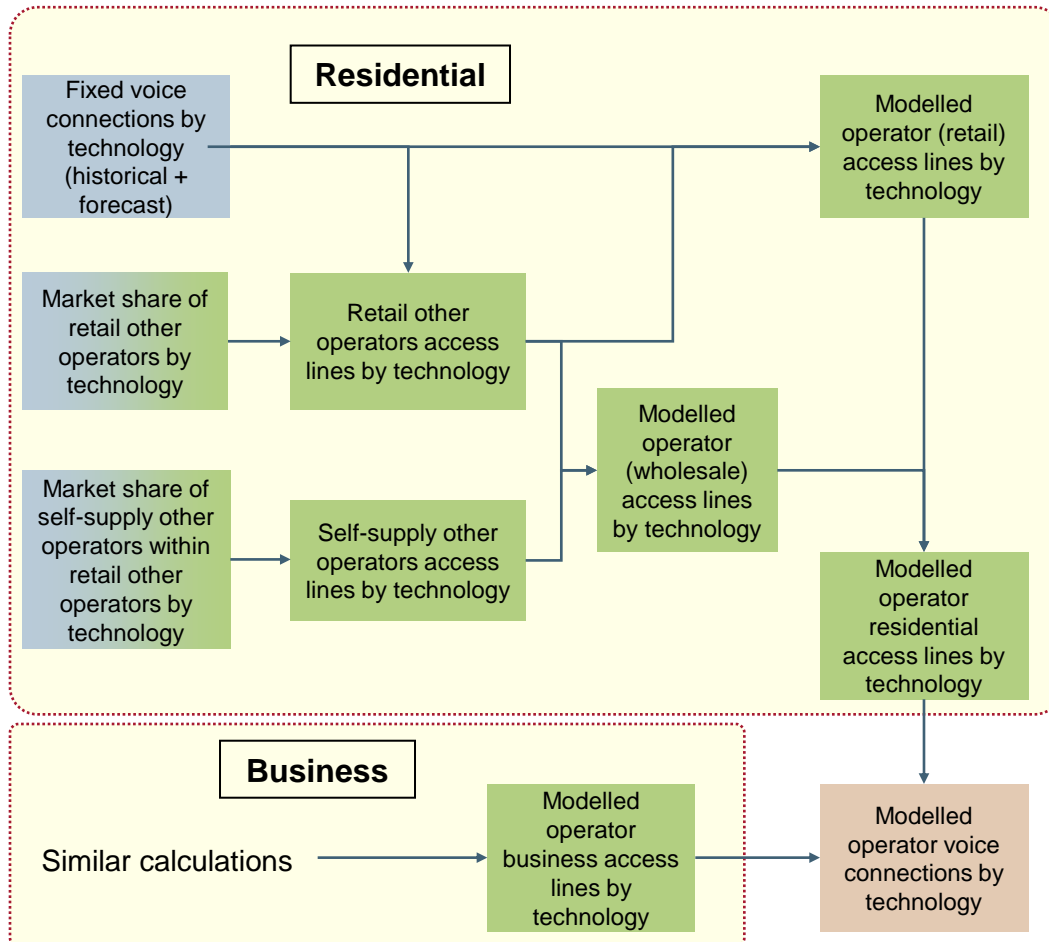 Residential
Fixed voice
connections by
technology
(historical +
forecast)
Modelled
operator (retail)
access lines by
technology
Market share of
retail other
operators by
technology
Retail other
operators access
lines by technology
Modelled
operator
(wholesale)
access lines
by technology
Market share of
self-supply other
operators within
retail other
operators by
technology
Self-supply other
operators access
lines by technology
Modelled
operator
residential
access lines by
technology
Business
Similar calculations
Modelled
operator
business access
lines by
technology
Modelled
operator voice
connections by
technology